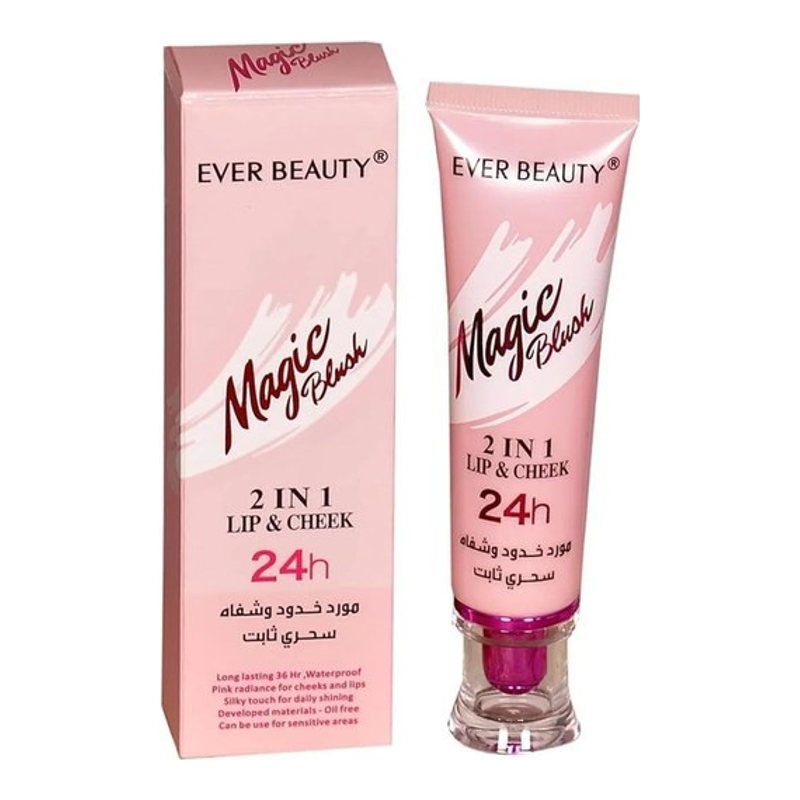 Magic
Blush
EVER BEAUTY®
Magic
Blush
2 IN 1
LIP & CHEEK
24h
مورد خدود وشفاه
سحري ثابت
Long lasting 36 Hr ,Waterproof
Pink radiance for cheeks and lips
Silky touch for daily shining
Developed materials - Oil free
Can be use for sensitive areas
EVER BEAUTY®
Magic
Blush
2 IN 1
LIP & CHEEK
24h
مورد خدود وشفاه
سحري ثابت